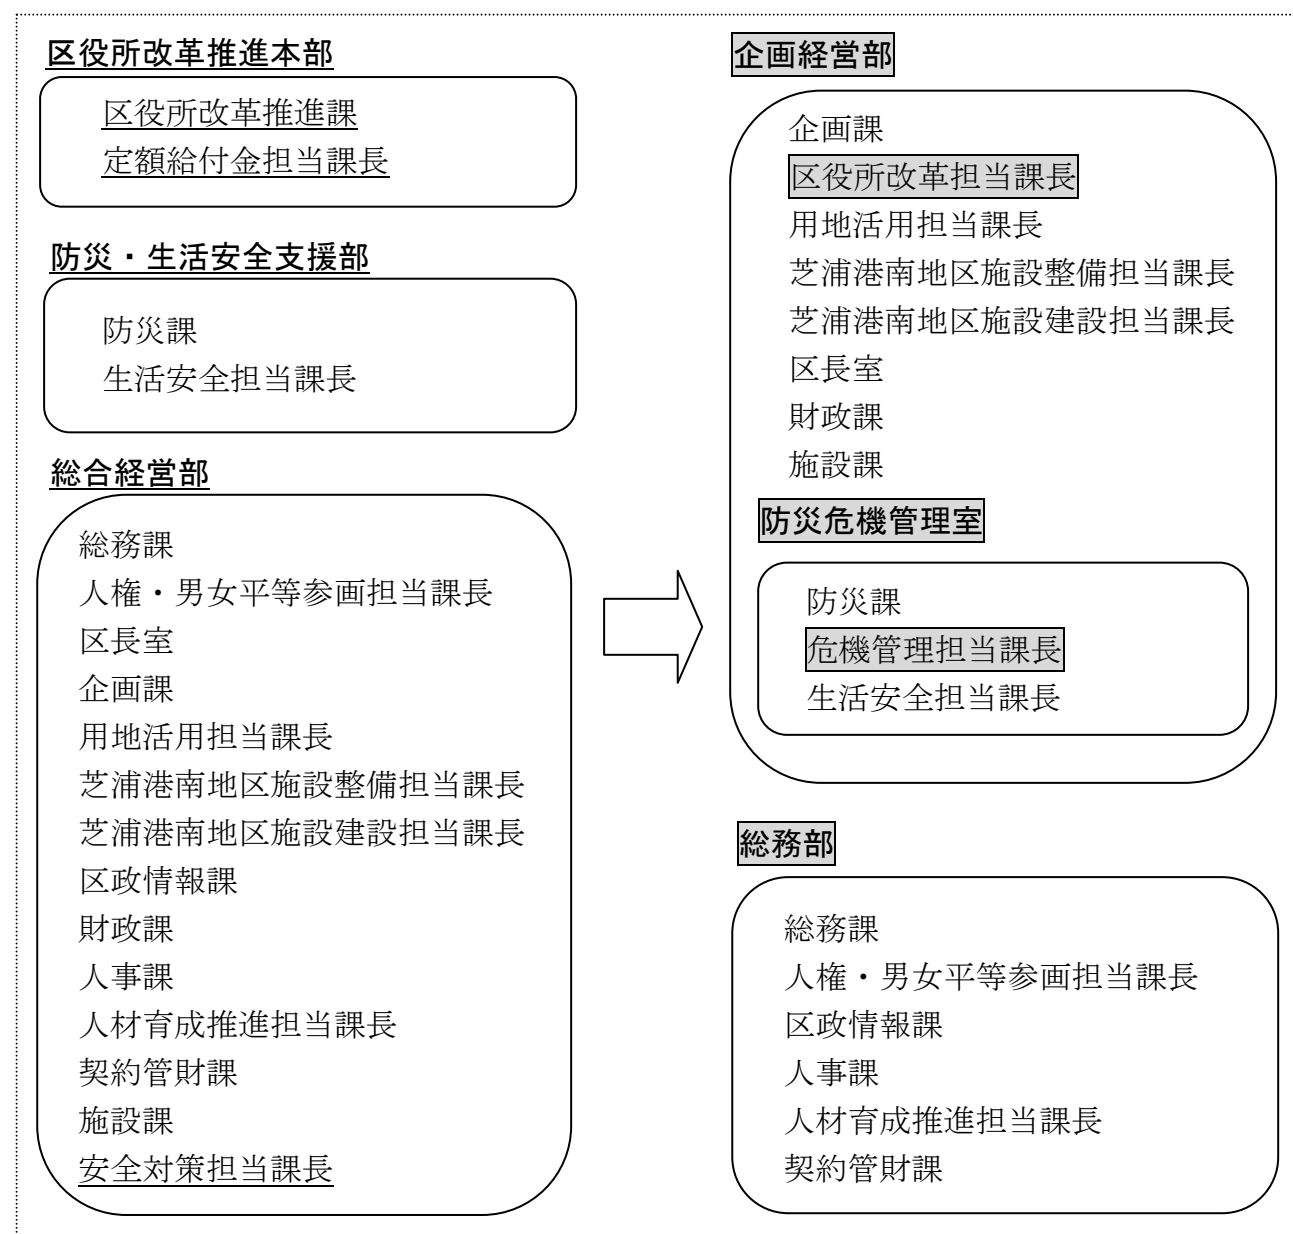 区役所改革推進本部
区役所改革推進課
定額給付金担当課長
防災・生活安全支援部
防災課
生活安全担当課長
総合経営部
総務課
人権・男女平等参画担当課長
区長室
企画課
用地活用担当課長
芝浦港南地区施設整備担当課長
芝浦港南地区施設建設担当課長
区政情報課
財政課
人事課
人材育成推進担当課長
契約管財課
施設課
安全対策担当課長
企画経営部
企画課
区役所改革担当課長
用地活用担当課長
芝浦港南地区施設整備担当課長
芝浦港南地区施設建設担当課長
区長室
財政課
施設課
防災危機管理室
防災課
危機管理担当課長
生活安全担当課長
総務部
総務課
人権・男女平等参画担当課長
区政情報課
人事課
人材育成推進担当課長
契約管財課